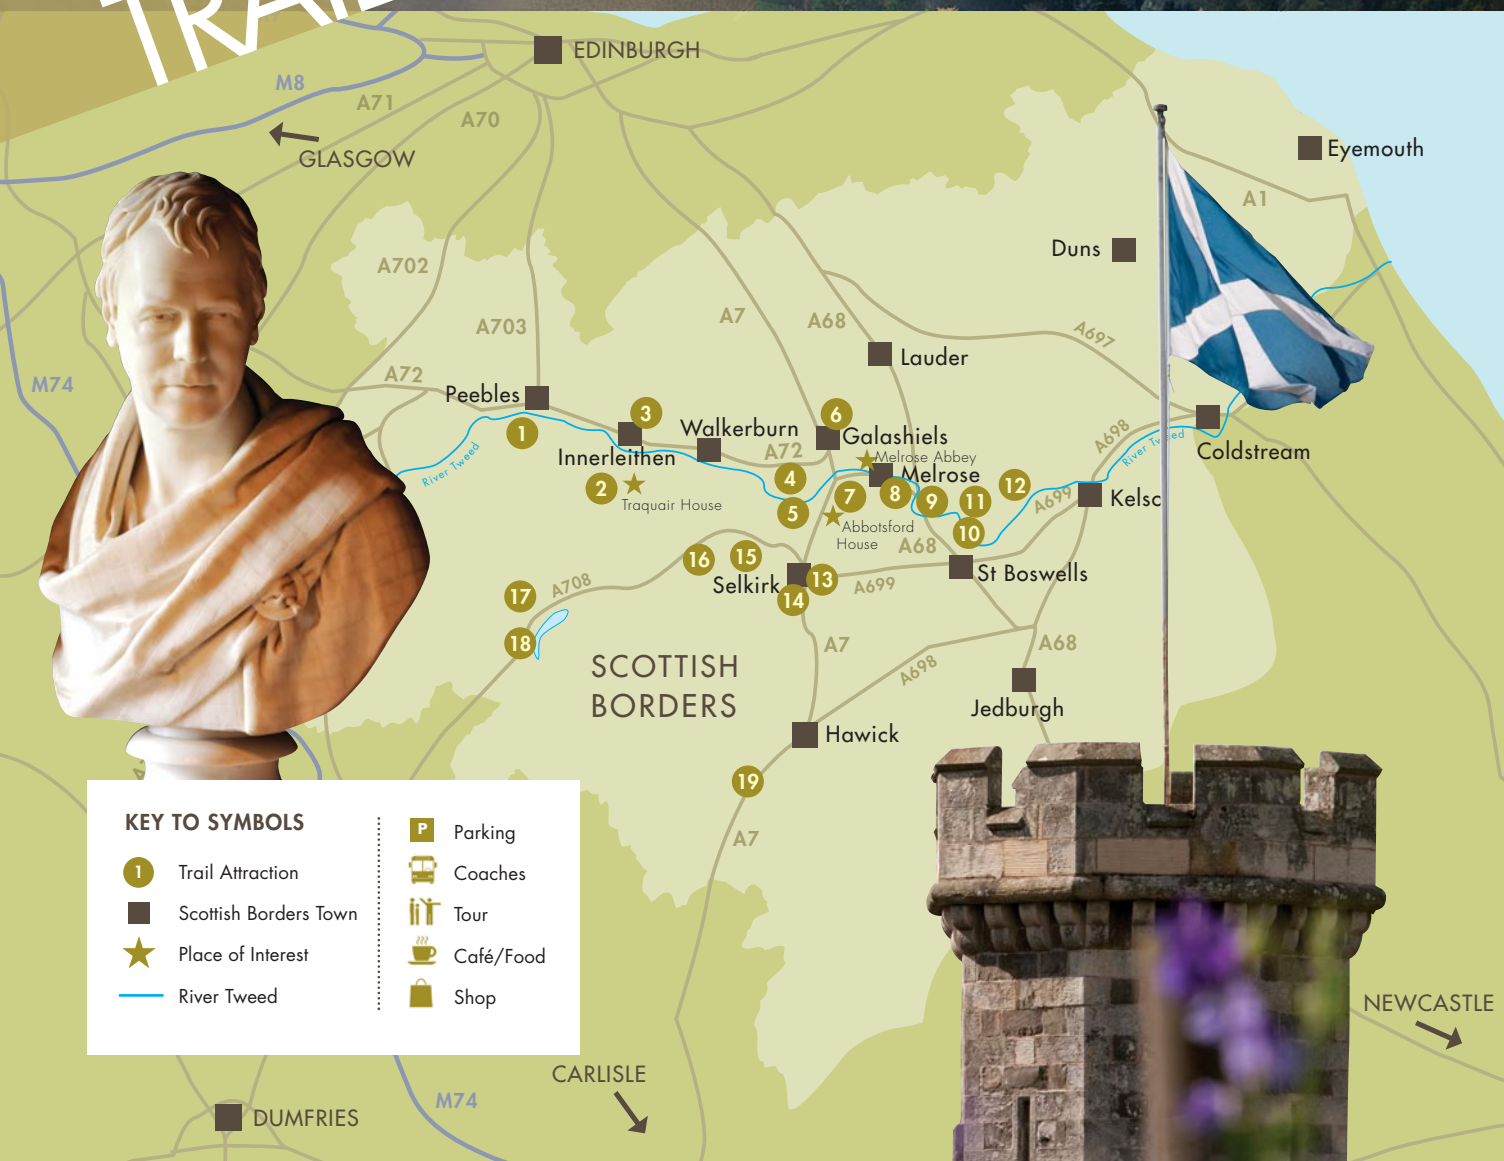 TRAIL
EDINBURGH
M8
A71
A70
GLASGOW
Eyemouth
A1
Duns
A702
A703
A7
A68
A697
Lauder
M74
A72
Peebles
1
3
Innerleithen
Walkerburn
6
Galashiels
A72
Melrose Abbey
Melrose
A698
River Tweed
Coldstream
River Tweed
2
Traquair House
4
5
7
8
9
11
12
10
A699
Kelsc
Abbotsford
House
A68
16
15
Selkirk
13
14
A699
St Boswells
17
A708
18
SCOTTISH
BORDERS
A7
A698
A68
Jedburgh
Hawick
19
A7
KEY TO SYMBOLS
1 Trail Attraction
Scottish Borders Town
Place of Interest
River Tweed
P Parking
Coaches
Tour
Café/Food
Shop
NEWCASTLE
CARLISLE
M74
DUMFRIES